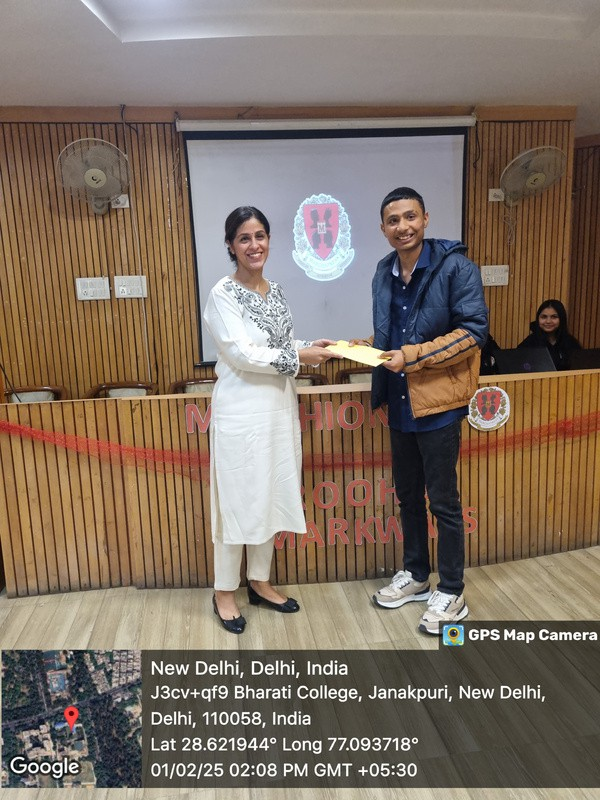 GPS Map Camera
New Delhi, Delhi, India
J3cv+qf9 Bharati College, Janakpuri, New Delhi,
Delhi, 110058, India
Lat 28.621944° Long 77.093718°
01/02/25 02:08 PM GMT +05:30
Google